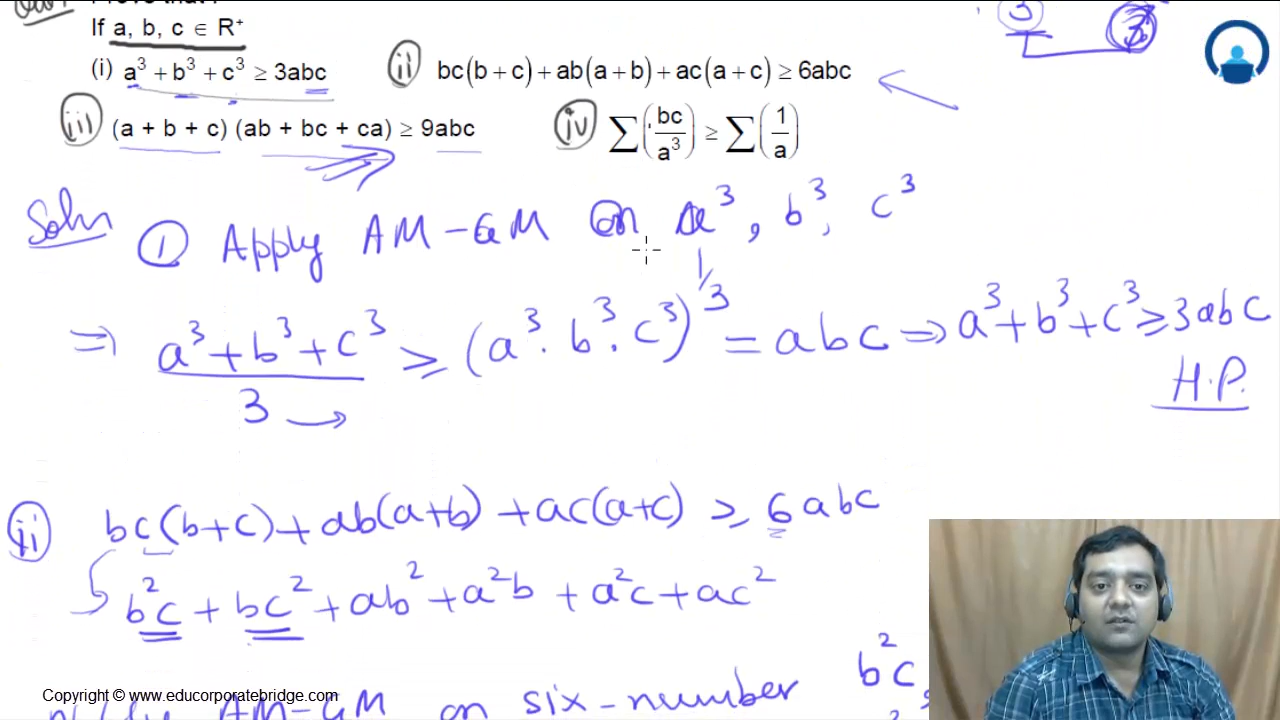 If a, b, c ∈ R⁺
(i) a³ + b³ + c³ ≥ 3abc (ii) bc(b + c) + ab(a + b) + ac(a + c) ≥ 6abc
(iii) (a + b + c) (ab + bc + ca) ≥ 9abc (iv) ∑(bc/a³) ≥ ∑(1/a)
Soln ① Apply AM-GM on a³, b³, c³
⇒ (a³+b³+c³)/3 ≥ (a³·b³·c³)^(1/3) = abc ⇒ a³+b³+c³ ≥ 3abc
H.P.
(ii) bc(b+c)+ab(a+b)+ac(a+c) ≥ 6abc
b²c + bc² + ab² + a²b + a²c + ac²
AM-GM on six-number b²c,
Copyright © www.educorporatebridge.com